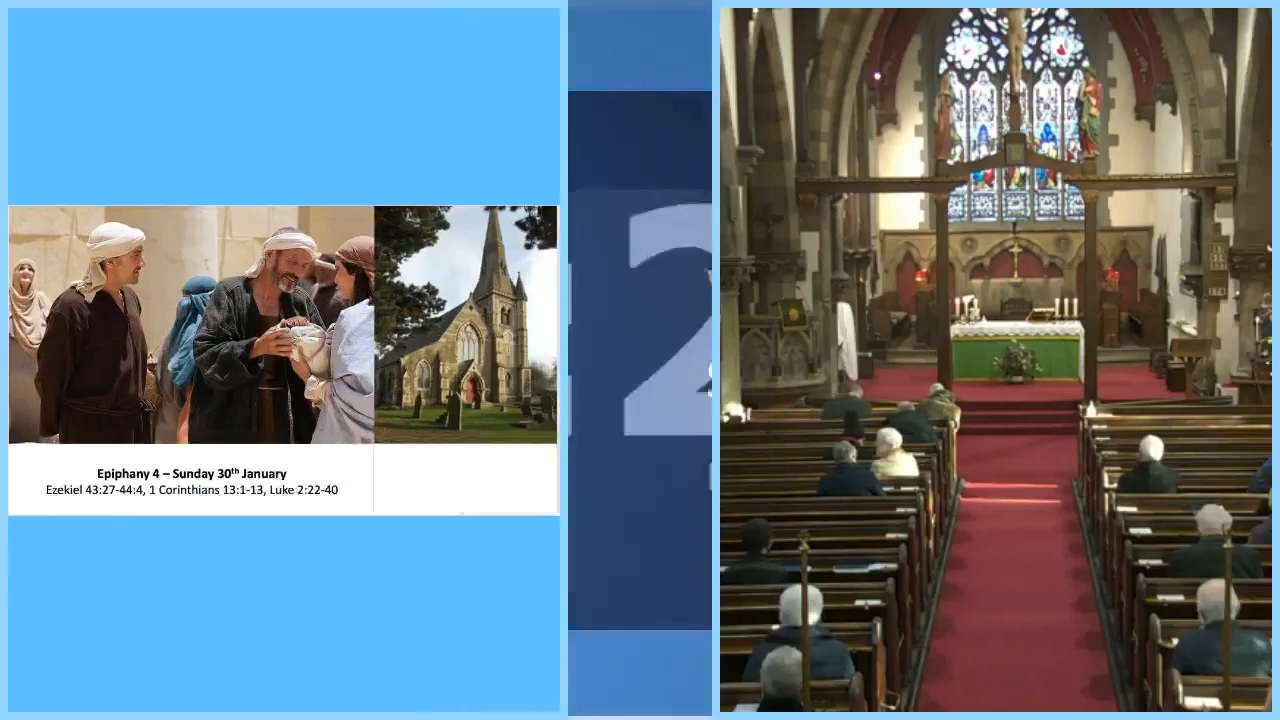 Epiphany 4 – Sunday 30th January
Ezekiel 43:27-44:4, 1 Corinthians 13:1-13, Luke 2:22-40
2